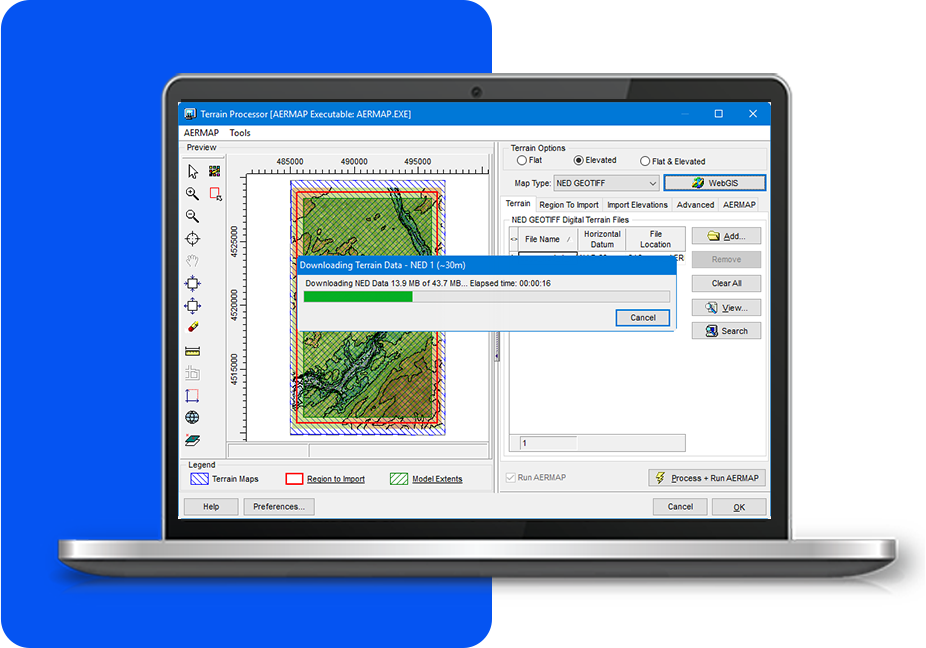 Terrain Processor [AERMAP Executable: AERMAP.EXE]
AERMAP Tools
Preview
485000 490000 495000
4525000
4520000
4515000
Terrain Options
Flat Elevated Flat & Elevated
Map Type: NED GEOTIFF WebGIS
Terrain Region To Import Import Elevations Advanced AERMAP
NED GEOTIFF Digital Terrain Files
<> File Name / Horizontal Datum File Location
Add...
Remove
Clear All
View...
Search
Downloading Terrain Data - NED 1 (~30m)
Downloading NED Data 13.9 MB of 43.7 MB... Elapsed time: 00:00:16
Cancel
1
Legend
Terrain Maps Region to Import Model Extents
Run AERMAP Process + Run AERMAP
Help Preferences... Cancel OK